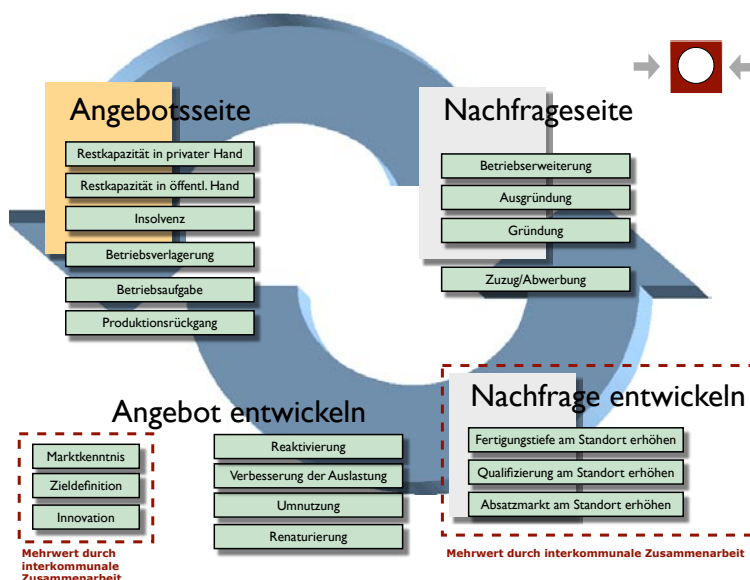 Angebotsseite
Restkapazität in privater Hand
Restkapazität in öffentl. Hand
Insolvenz
Betriebsverlagerung
Betriebsaufgabe
Produktionsrückgang
Nachfrageseite
Betriebserweiterung
Ausgründung
Gründung
Zuzug/Abwerbung
Angebot entwickeln
Marktkenntnis
Zieldefinition
Innovation
Mehrwert durch
interkommunale
Zusammenarbeit
Reaktivierung
Verbesserung der Auslastung
Umnutzung
Renaturierung
Nachfrage entwickeln
Fertigungstiefe am Standort erhöhen
Qualifizierung am Standort erhöhen
Absatzmarkt am Standort erhöhen
Mehrwert durch interkommunale Zusammenarbeit